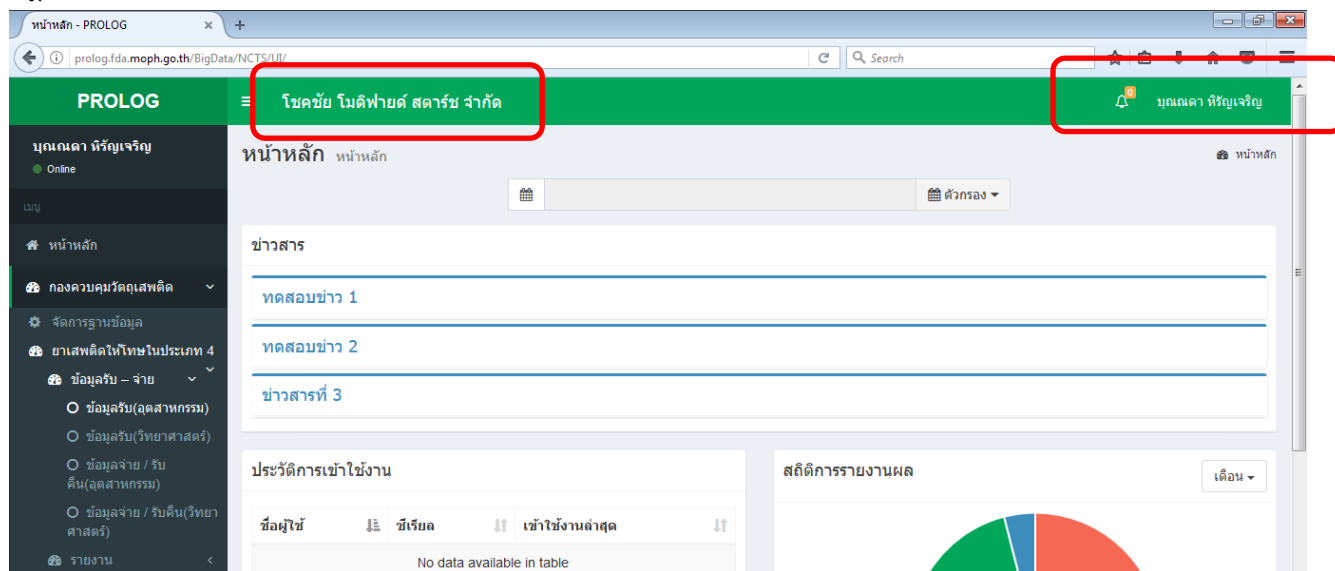 หน้าหลัก - PROLOG × +
prolog.fda.moph.go.th/BigData/NCTS/UI/ Search
PROLOG โชคชัย โมดิฟายด์ สตาร์ช จำกัด 0 บุณณดา หิรัญเจริญ
บุณณดา หิรัญเจริญ
Online
หน้าหลัก หน้าหลัก
หน้าหลัก
เมนู
ตัวกรอง
หน้าหลัก
กองควบคุมวัตถุเสพติด
จัดการฐานข้อมูล
ยาเสพติดให้โทษในประเภท 4
ข้อมูลรับ – จ่าย
ข้อมูลรับ(อุตสาหกรรม)
ข้อมูลรับ(วิทยาศาสตร์)
ข้อมูลจ่าย / รับ
คืน(อุตสาหกรรม)
ข้อมูลจ่าย / รับคืน(วิทยา
ศาสตร์)
รายงาน
ข่าวสาร
ทดสอบข่าว 1
ทดสอบข่าว 2
ข่าวสารที่ 3
ประวัติการเข้าใช้งาน
ชื่อผู้ใช้ ซีเรียล เข้าใช้งานล่าสุด
No data available in table
สถิติการรายงานผล
เดือน